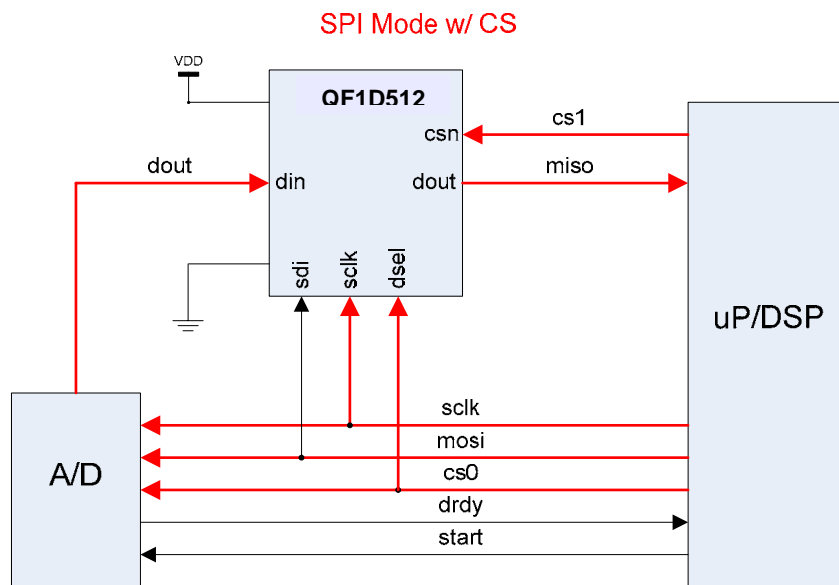 SPI Mode w/ CS
VDD
QF1D512
csn
cs1
dout
din
dout
miso
sdi
sclk
dsel
uP/DSP
A/D
sclk
mosi
cs0
drdy
start